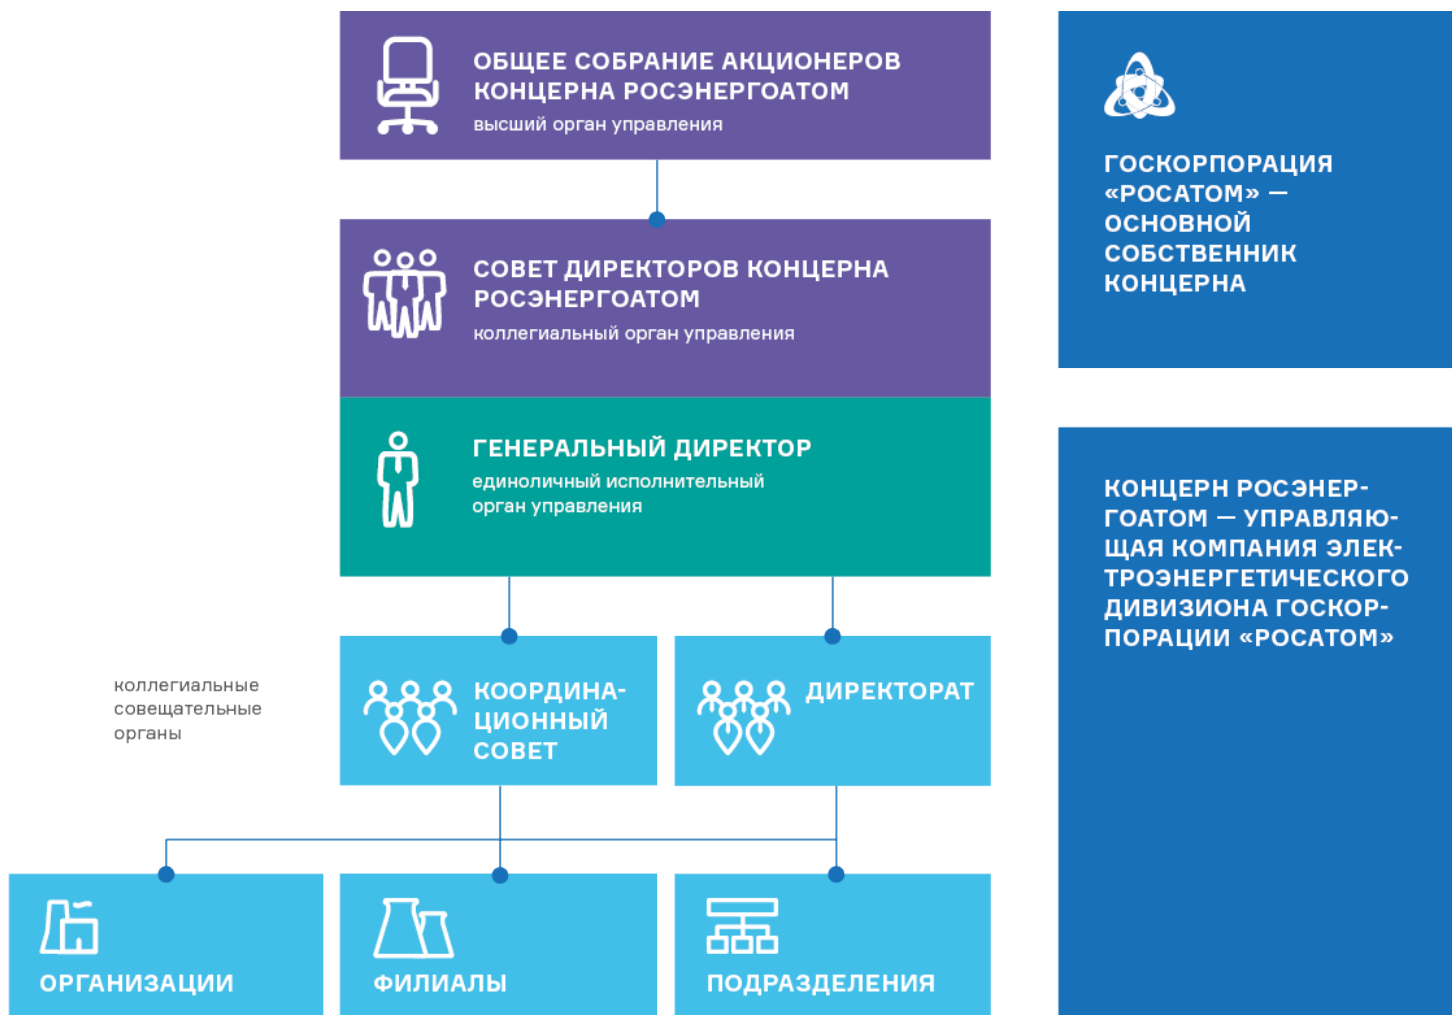 ОБЩЕЕ СОБРАНИЕ АКЦИОНЕРОВ
КОНЦЕРНА РОСЭНЕРГОАТОМ
высший орган управления
СОВЕТ ДИРЕКТОРОВ КОНЦЕРНА
РОСЭНЕРГОАТОМ
коллегиальный орган управления
ГЕНЕРАЛЬНЫЙ ДИРЕКТОР
единоличный исполнительный
орган управления
коллегиальные
совещательные
органы
КООРДИНА-
ЦИОННЫЙ
СОВЕТ
ДИРЕКТОРАТ
ОРГАНИЗАЦИИ
ФИЛИАЛЫ
ПОДРАЗДЕЛЕНИЯ
ГОСКОРПОРАЦИЯ
«РОСАТОМ» —
ОСНОВНОЙ
СОБСТВЕННИК
КОНЦЕРНА
КОНЦЕРН РОСЭНЕР-
ГОАТОМ — УПРАВЛЯЮ-
ЩАЯ КОМПАНИЯ ЭЛЕК-
ТРОЭНЕРГЕТИЧЕСКОГО
ДИВИЗИОНА ГОСКОР-
ПОРАЦИИ «РОСАТОМ»